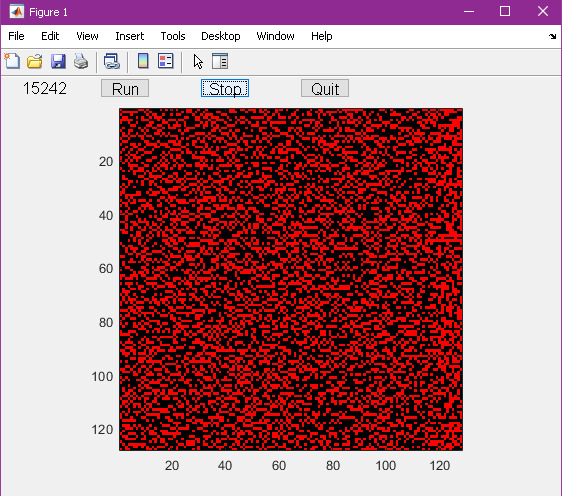 Figure 1
File Edit View Insert Tools Desktop Window Help
15242 Run Stop Quit
20
40
60
80
100
120
20 40 60 80 100 120